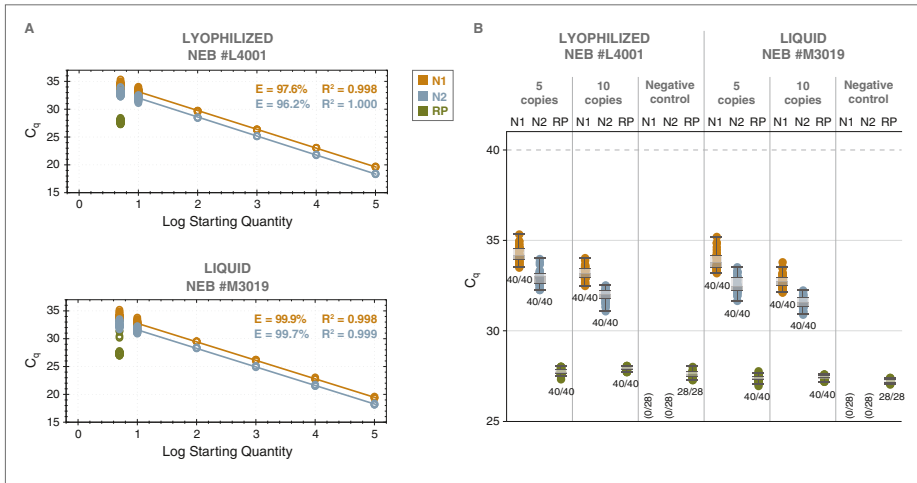 A
LYOPHILIZED
NEB #L4001
E = 97.6% R² = 0.998
E = 96.2% R² = 1.000
35
30
25
20
15
Cq
0 1 2 3 4 5
Log Starting Quantity
N1
N2
RP
LIQUID
NEB #M3019
E = 99.9% R² = 0.998
E = 99.7% R² = 0.999
35
30
25
20
15
Cq
0 1 2 3 4 5
Log Starting Quantity
B
LYOPHILIZED
NEB #L4001
LIQUID
NEB #M3019
5 copies
10 copies
Negative control
5 copies
10 copies
Negative control
N1 N2 RP N1 N2 RP N1 N2 RP N1 N2 RP N1 N2 RP N1 N2 RP
Cq
40
35
30
25
40/40 40/40 40/40
40/40 40/40 40/40
(0/28) (0/28) 28/28
40/40 40/40 40/40
40/40 40/40 40/40
(0/28) (0/28) 28/28